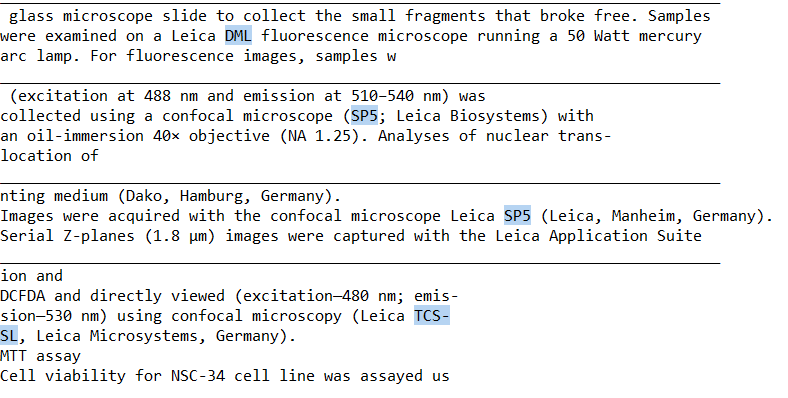 glass microscope slide to collect the small fragments that broke free. Samples
were examined on a Leica DML fluorescence microscope running a 50 Watt mercury
arc lamp. For fluorescence images, samples w
(excitation at 488 nm and emission at 510–540 nm) was
collected using a confocal microscope (SP5; Leica Biosystems) with
an oil-immersion 40× objective (NA 1.25). Analyses of nuclear trans-
location of
nting medium (Dako, Hamburg, Germany).
Images were acquired with the confocal microscope Leica SP5 (Leica, Manheim, Germany).
Serial Z-planes (1.8 μm) images were captured with the Leica Application Suite
ion and
DCFDA and directly viewed (excitation—480 nm; emis-
sion—530 nm) using confocal microscopy (Leica TCS-
SL, Leica Microsystems, Germany).
MTT assay
Cell viability for NSC-34 cell line was assayed us